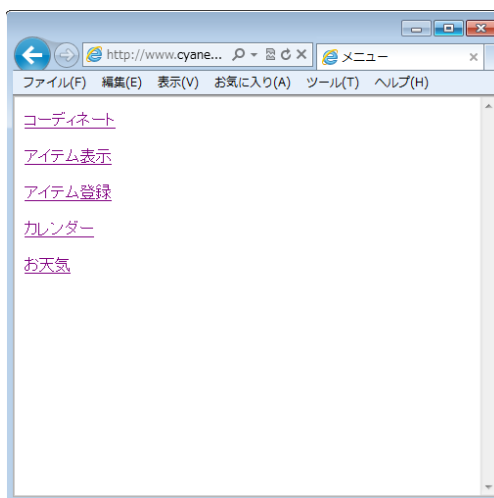 http://www.cyane...
メニュー
ファイル(F) 編集(E) 表示(V) お気に入り(A) ツール(T) ヘルプ(H)
コーディネート
アイテム表示
アイテム登録
カレンダー
お天気